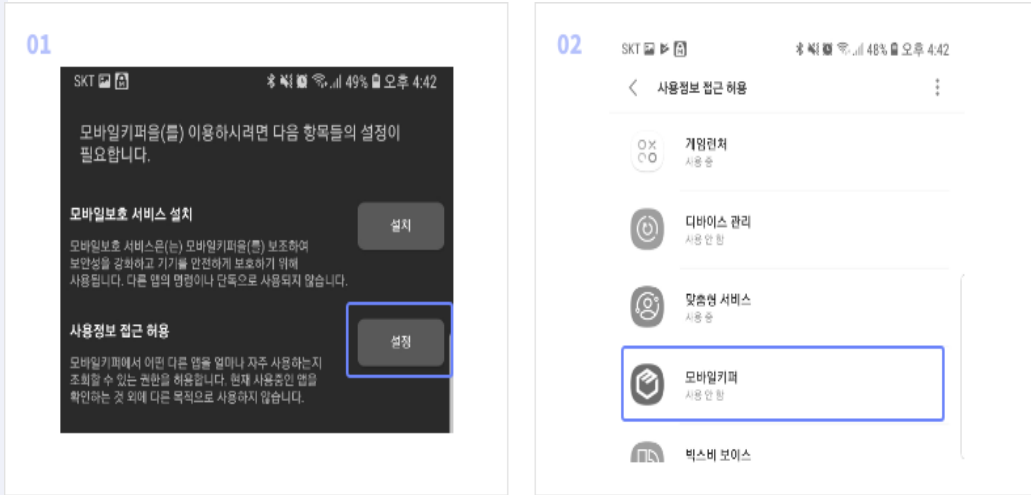 01
SKT 49% 오후 4:42
모바일키퍼을(를) 이용하시려면 다음 항목들의 설정이
필요합니다.
모바일보호 서비스 설치
설치
모바일보호 서비스은(는) 모바일키퍼을(를) 보조하여
보안성을 강화하고 기기를 안전하게 보호하기 위해
사용됩니다. 다른 앱의 명령이나 단독으로 사용되지 않습니다.
사용정보 접근 허용
설정
모바일키퍼에서 어떤 다른 앱을 얼마나 자주 사용하는지
조회할 수 있는 권한을 허용합니다. 현재 사용중인 앱을
확인하는 것 외에 다른 목적으로 사용하지 않습니다.
02
SKT 48% 오후 4:42
사용정보 접근 허용
게임런처
사용 중
디바이스 관리
사용 안 함
맞춤형 서비스
사용 중
모바일키퍼
사용 안 함
빅스비 보이스